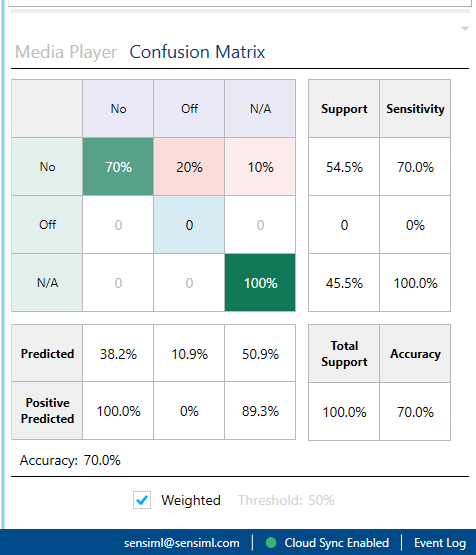 Media Player Confusion Matrix
No Off N/A Support Sensitivity
No 70% 20% 10% 54.5% 70.0%
Off 0 0 0 0 0%
N/A 0 0 100% 45.5% 100.0%
Predicted 38.2% 10.9% 50.9% Total Support Accuracy
Positive Predicted 100.0% 0% 89.3% 100.0% 70.0%
Accuracy: 70.0%
Weighted Threshold: 50%
sensiml@sensiml.com Cloud Sync Enabled Event Log